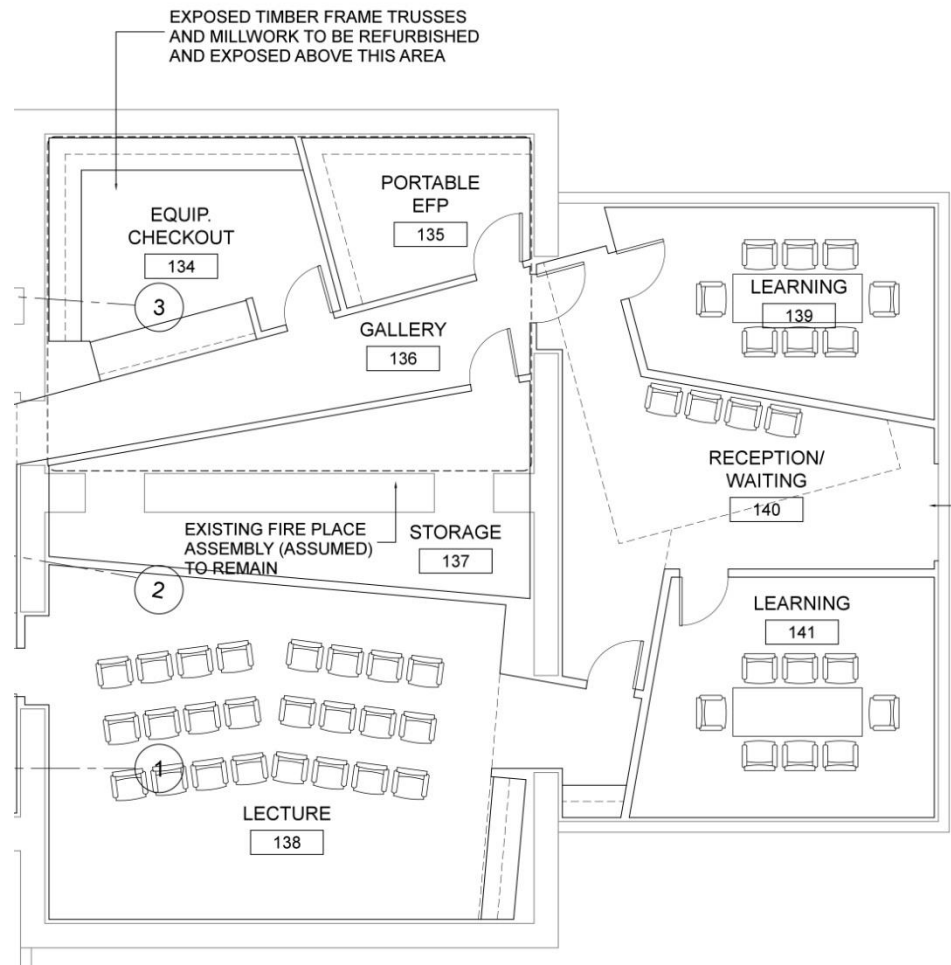 EXPOSED TIMBER FRAME TRUSSES
AND MILLWORK TO BE REFURBISHED
AND EXPOSED ABOVE THIS AREA
PORTABLE
EFP
135
EQUIP.
CHECKOUT
134
3
GALLERY
136
LEARNING
139
RECEPTION/
WAITING
140
EXISTING FIRE PLACE
ASSEMBLY (ASSUMED)
TO REMAIN
STORAGE
137
2
LEARNING
141
1
LECTURE
138